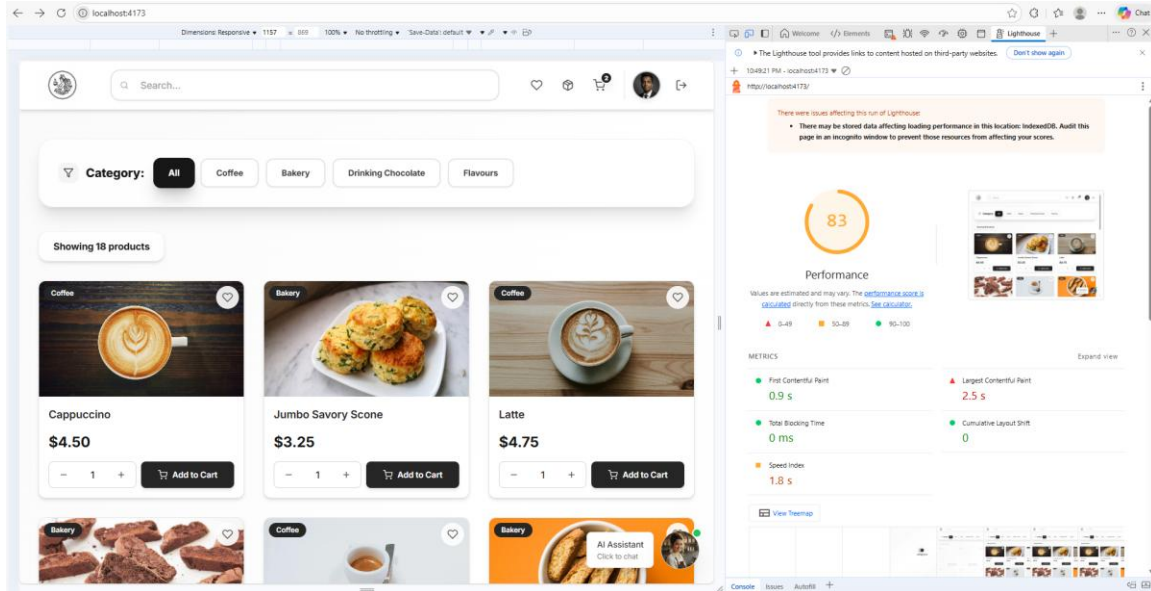 localhost:4173
Chat
Dimensions: Responsive 1157 x 869 100% No throttling 'Save-Data': default
Welcome Elements Lighthouse
The Lighthouse tool provides links to content hosted on third-party websites. Don't show again
10:49:21 PM - localhost:4173
http://localhost:4173/
There were issues affecting this run of Lighthouse:
There may be stored data affecting loading performance in this location: IndexedDB. Audit this
page in an incognito window to prevent those resources from affecting your scores.
Search...
2
Category: All Coffee Bakery Drinking Chocolate Flavours
Showing 18 products
Coffee
Cappuccino
$4.50
− 1 + Add to Cart
Bakery
Jumbo Savory Scone
$3.25
− 1 + Add to Cart
Coffee
Latte
$4.75
− 1 + Add to Cart
Bakery
Coffee
Bakery
AI Assistant
Click to chat
83
Performance
Values are estimated and may vary. The performance score is
calculated directly from these metrics. See calculator.
0–49 50–89 90–100
METRICS
Expand view
First Contentful Paint
0.9 s
Largest Contentful Paint
2.5 s
Total Blocking Time
0 ms
Cumulative Layout Shift
0
Speed Index
1.8 s
View Treemap
Console Issues Autofill +